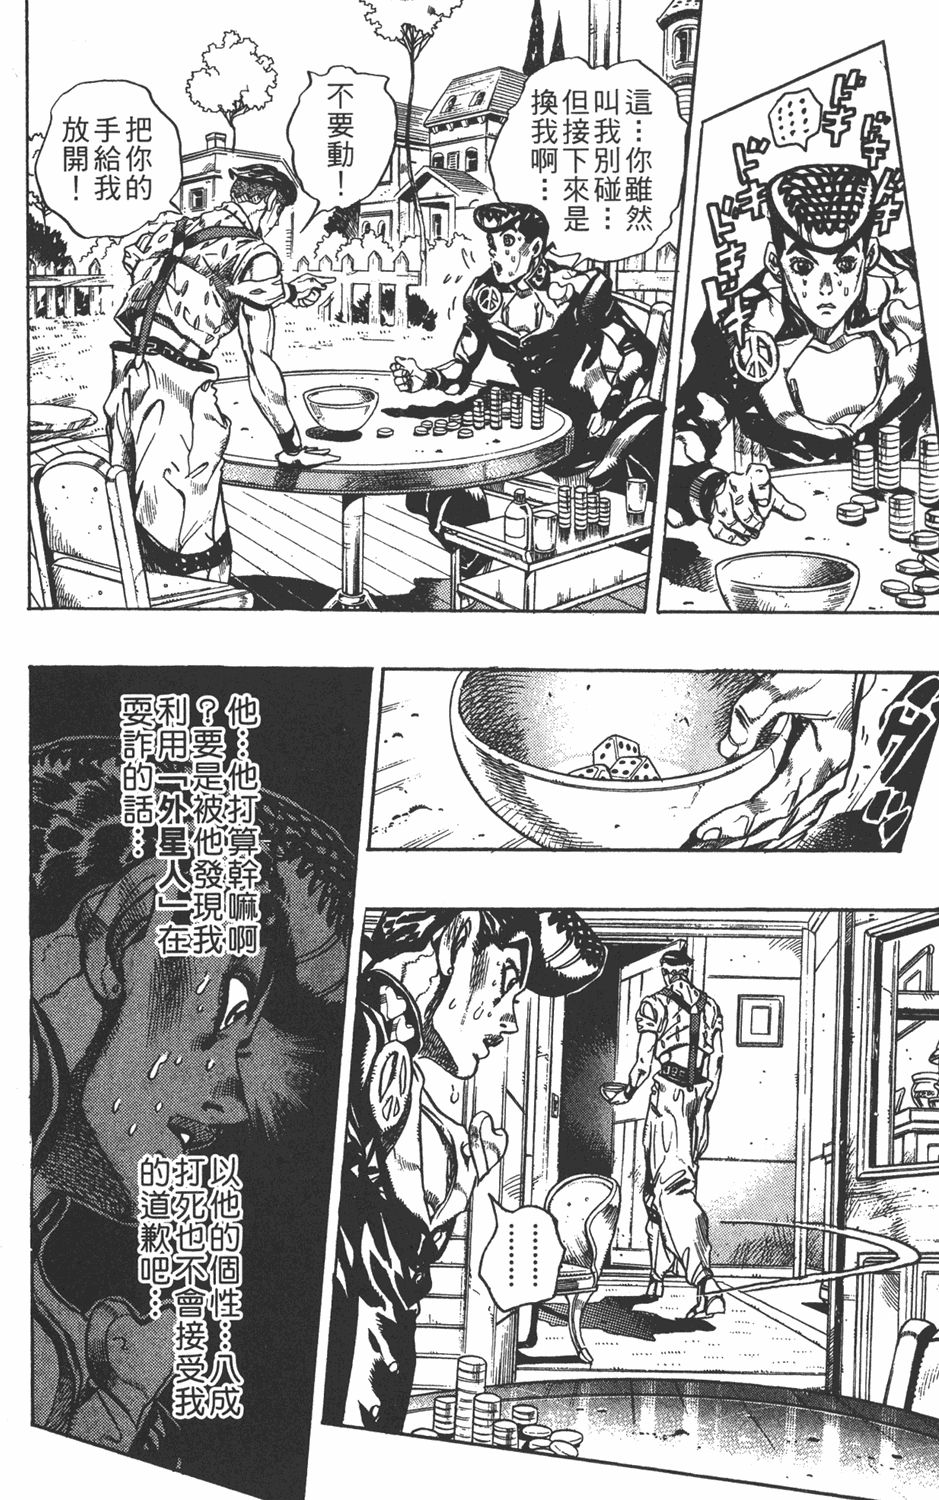 ⋯⋯
⋯⋯
⋯⋯
ドキ
ドキ
ドキ
ドキ
ドキ
這⋯你雖然
叫我別碰⋯
但接下來是
換我啊⋯
不要動！
把你的
手給我
放開！
⋯⋯
⋯⋯
他⋯他打算幹嘛啊
？要是被他發現我
利用「外星人」在
耍詐的話⋯
以他的個性⋯八成
打死也不會接受我
的道歉吧⋯